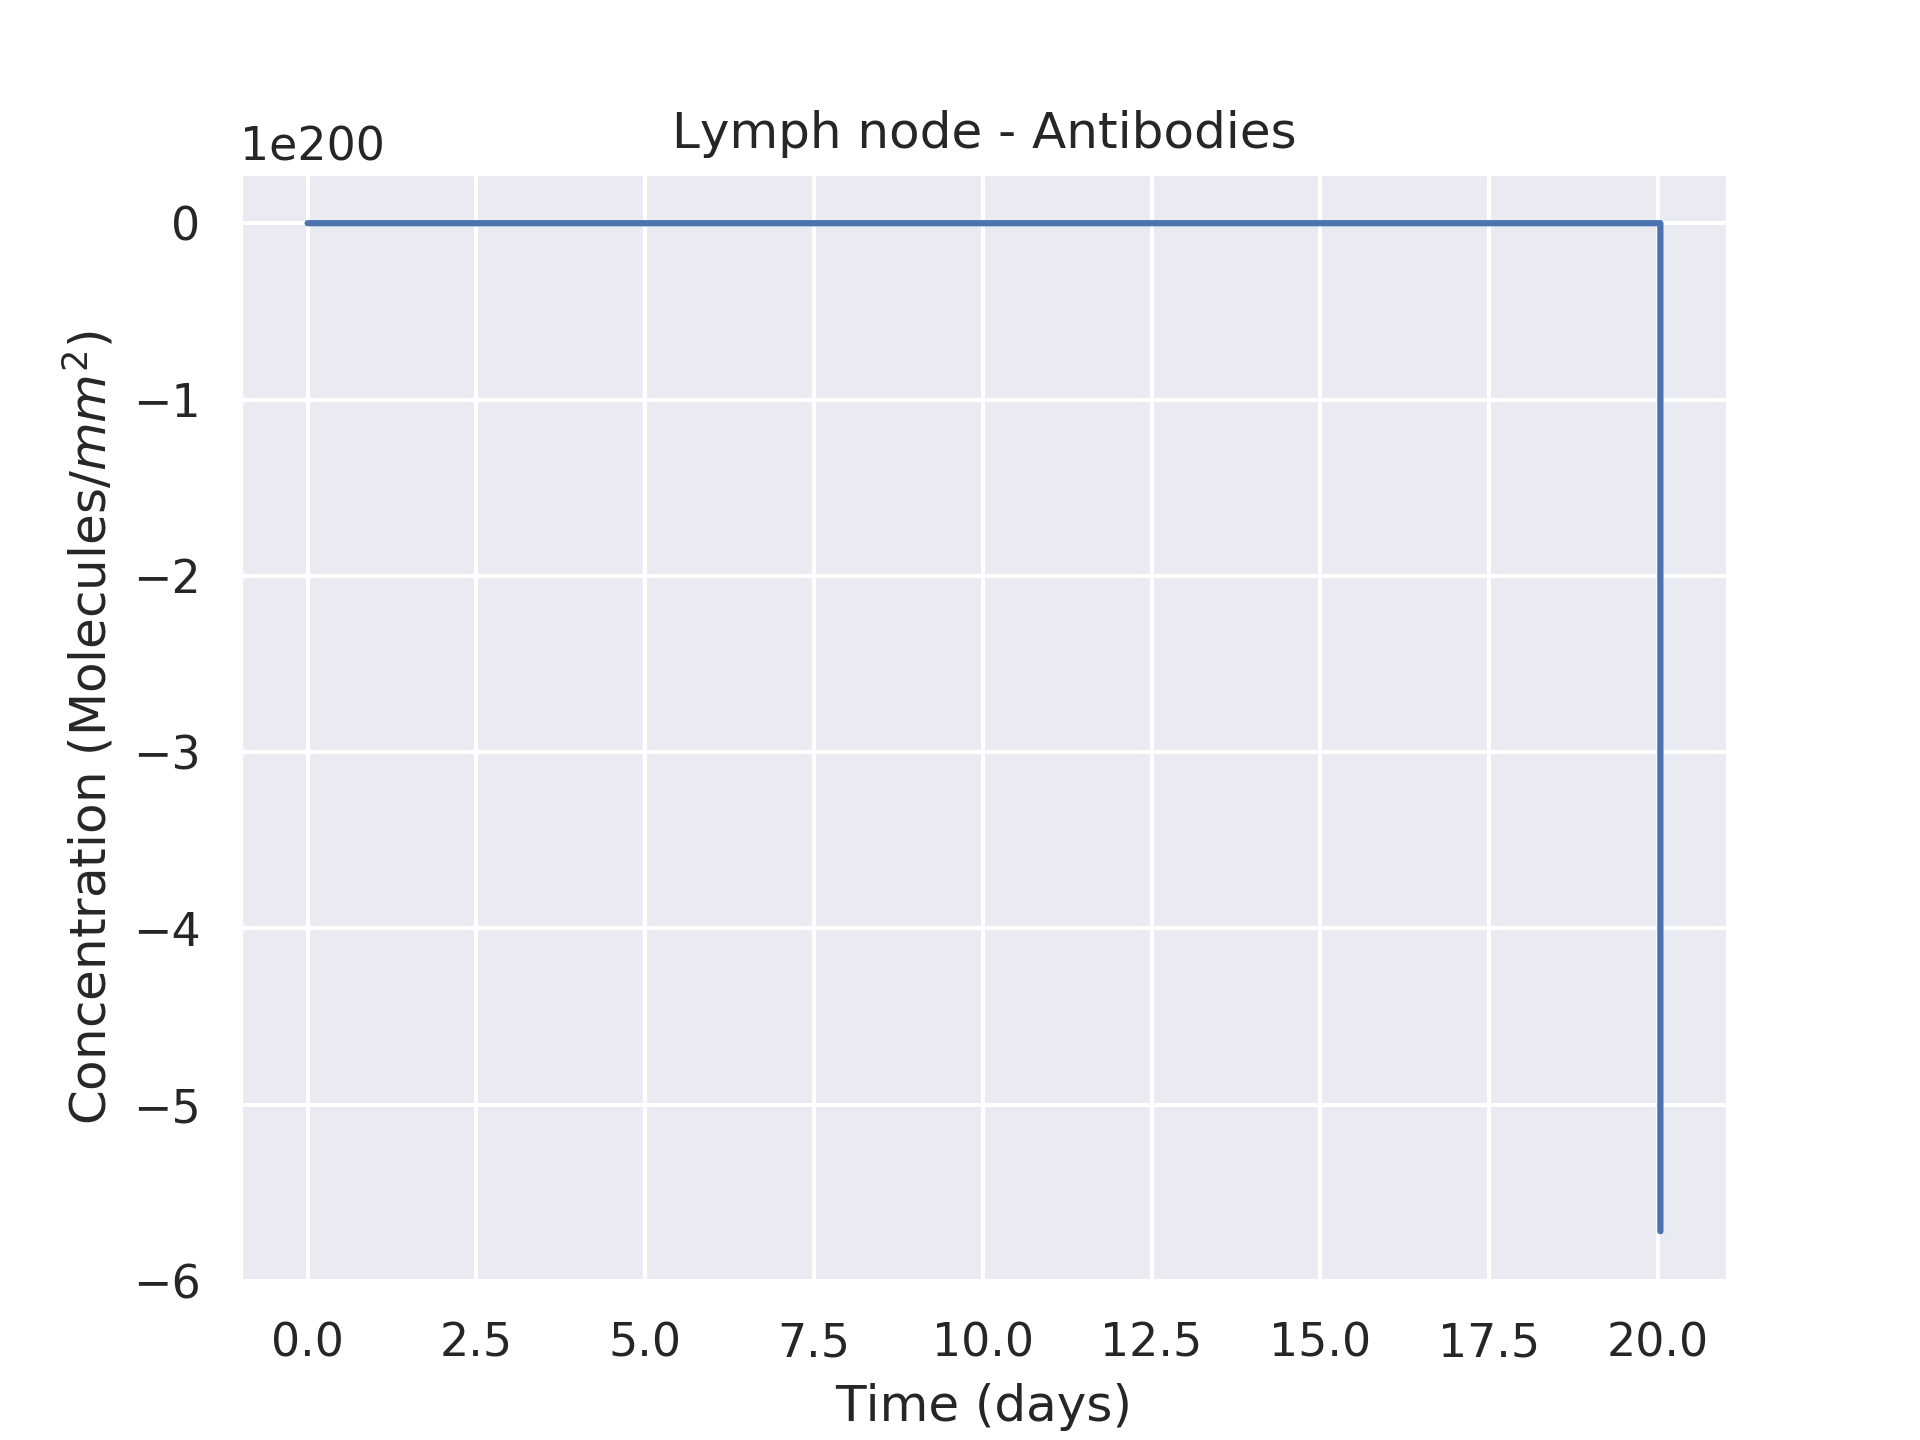 Lymph node - Antibodies
1e200
0
−1
−2
−3
−4
−5
−6
Concentration (Molecules/mm²)
0.0 2.5 5.0 7.5 10.0 12.5 15.0 17.5 20.0
Time (days)